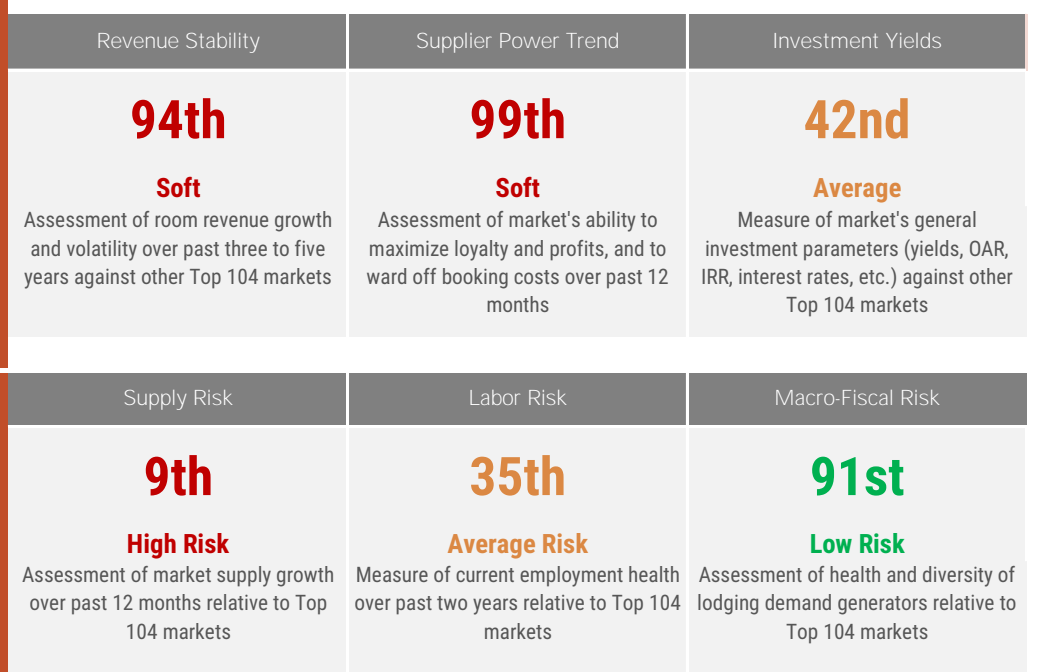 Revenue Stability
94th
Soft
Assessment of room revenue growth
and volatility over past three to five
years against other Top 104 markets
Supplier Power Trend
99th
Soft
Assessment of market's ability to
maximize loyalty and profits, and to
ward off booking costs over past 12
months
Investment Yields
42nd
Average
Measure of market's general
investment parameters (yields, OAR,
IRR, interest rates, etc.) against other
Top 104 markets
Supply Risk
9th
High Risk
Assessment of market supply growth
over past 12 months relative to Top
104 markets
Labor Risk
35th
Average Risk
Measure of current employment health
over past two years relative to Top 104
markets
Macro-Fiscal Risk
91st
Low Risk
Assessment of health and diversity of
lodging demand generators relative to
Top 104 markets